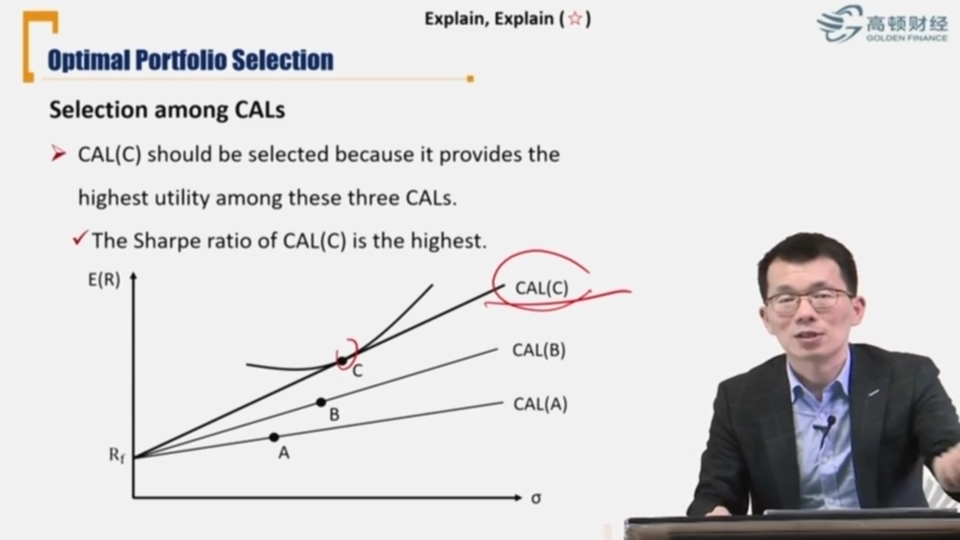 Explain, Explain (☆)
高顿财经
GOLDEN FINANCE
Optimal Portfolio Selection
Selection among CALs
CAL(C) should be selected because it provides the
highest utility among these three CALs.
The Sharpe ratio of CAL(C) is the highest.
E(R)
CAL(C)
C
CAL(B)
B
CAL(A)
A
Rf
σ